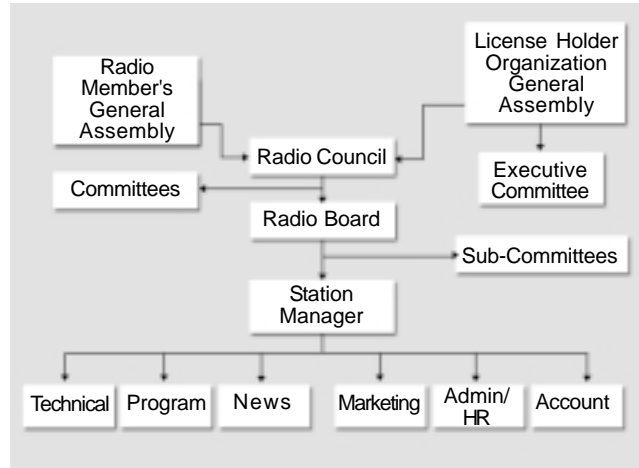 Radio
Member's
General
Assembly
License Holder
Organization
General
Assembly
Radio Council
Executive
Committee
Committees
Radio Board
Sub-Committees
Station
Manager
Technical
Program
News
Marketing
Admin/
HR
Account